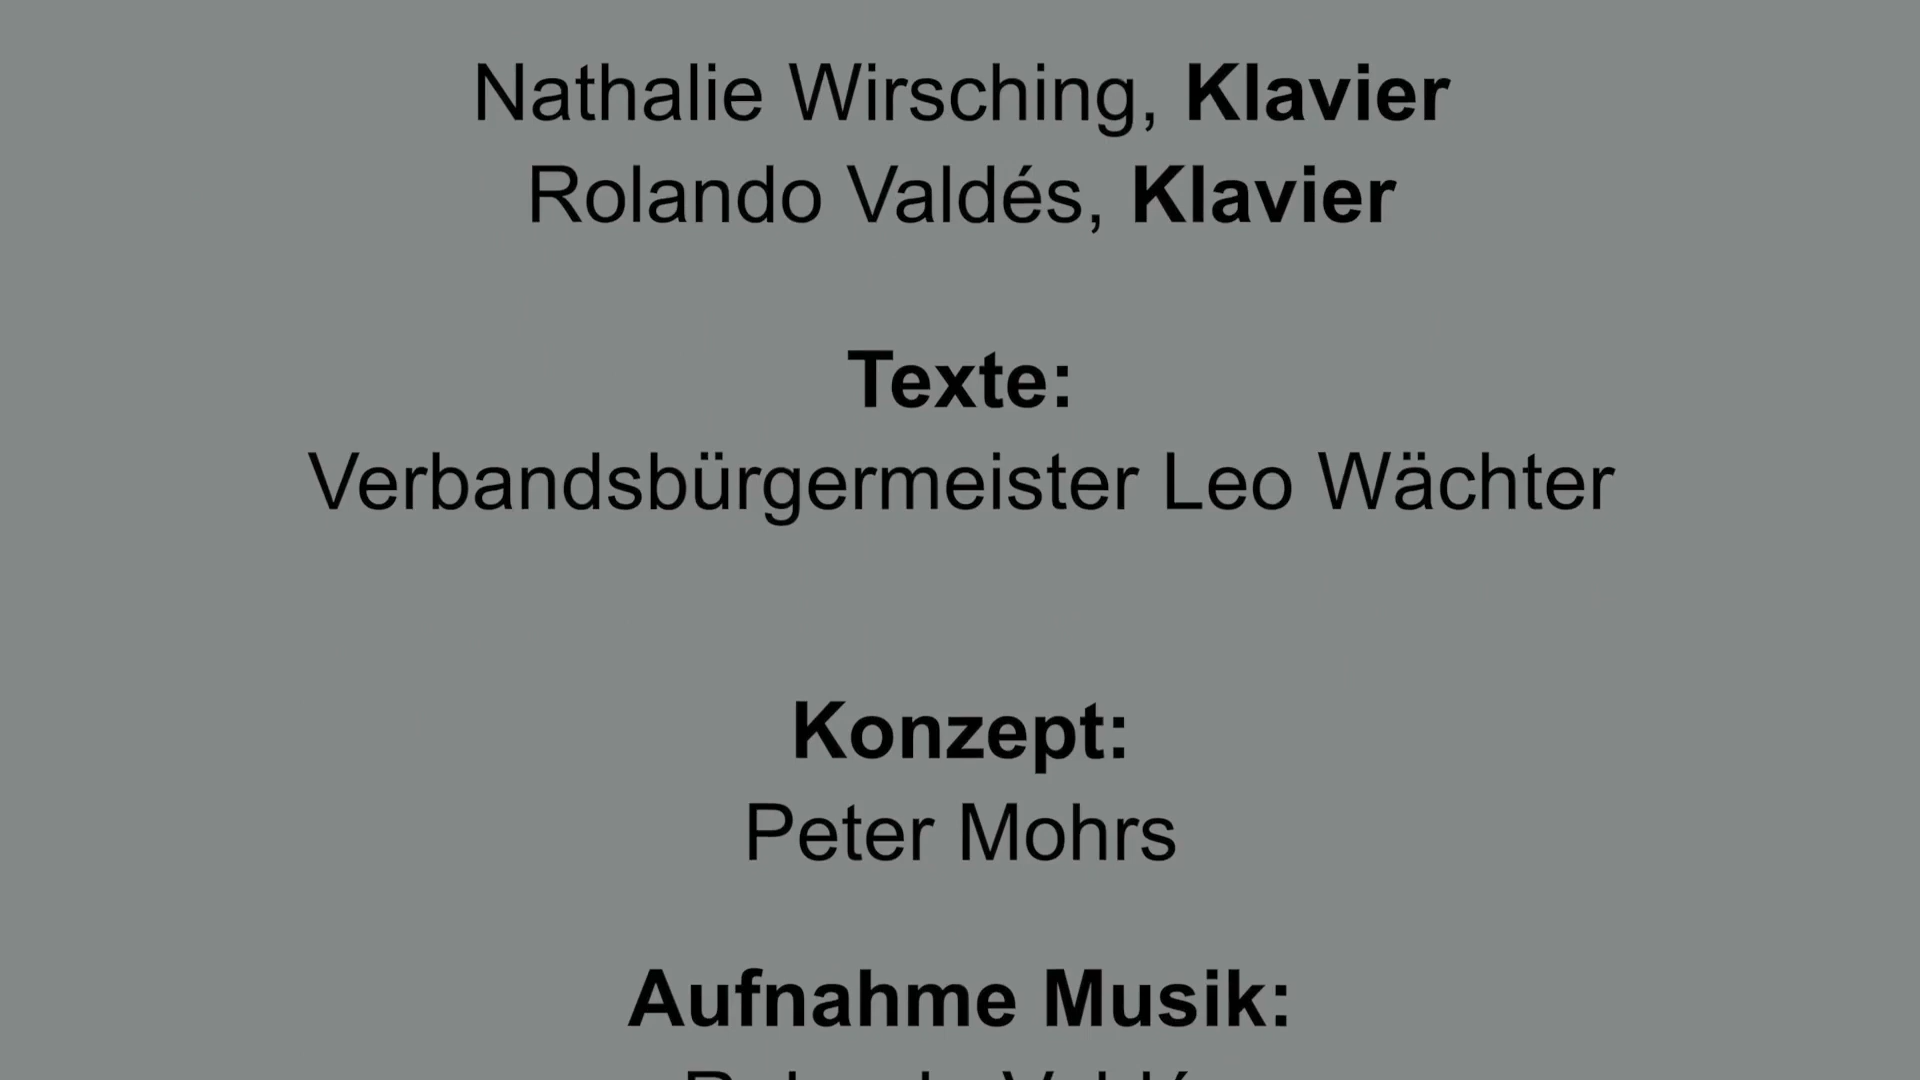 Nathalie Wirsching, Klavier
Rolando Valdés, Klavier
Texte:
Verbandsbürgermeister Leo Wächter
Konzept:
Peter Mohrs
Aufnahme Musik: